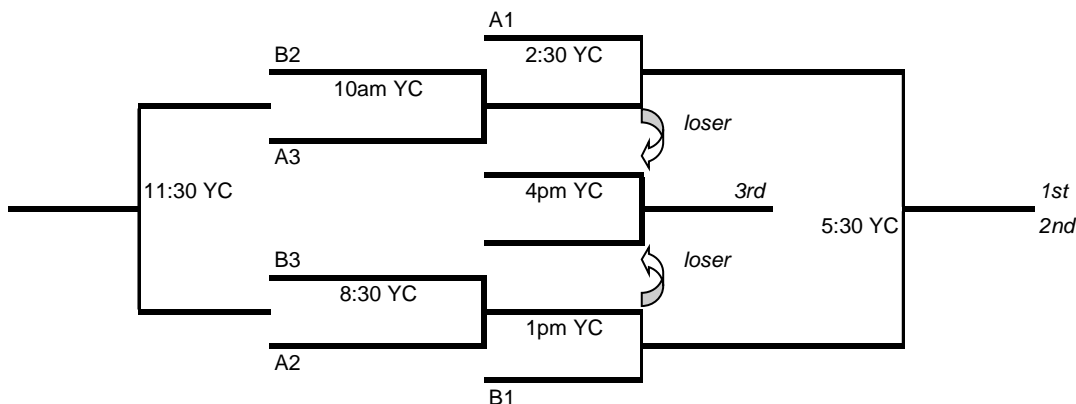 A1
2:30 YC
B2
10am YC
loser
A3
11:30 YC
4pm YC
3rd
1st
5:30 YC
2nd
B3
loser
8:30 YC
1pm YC
A2
B1